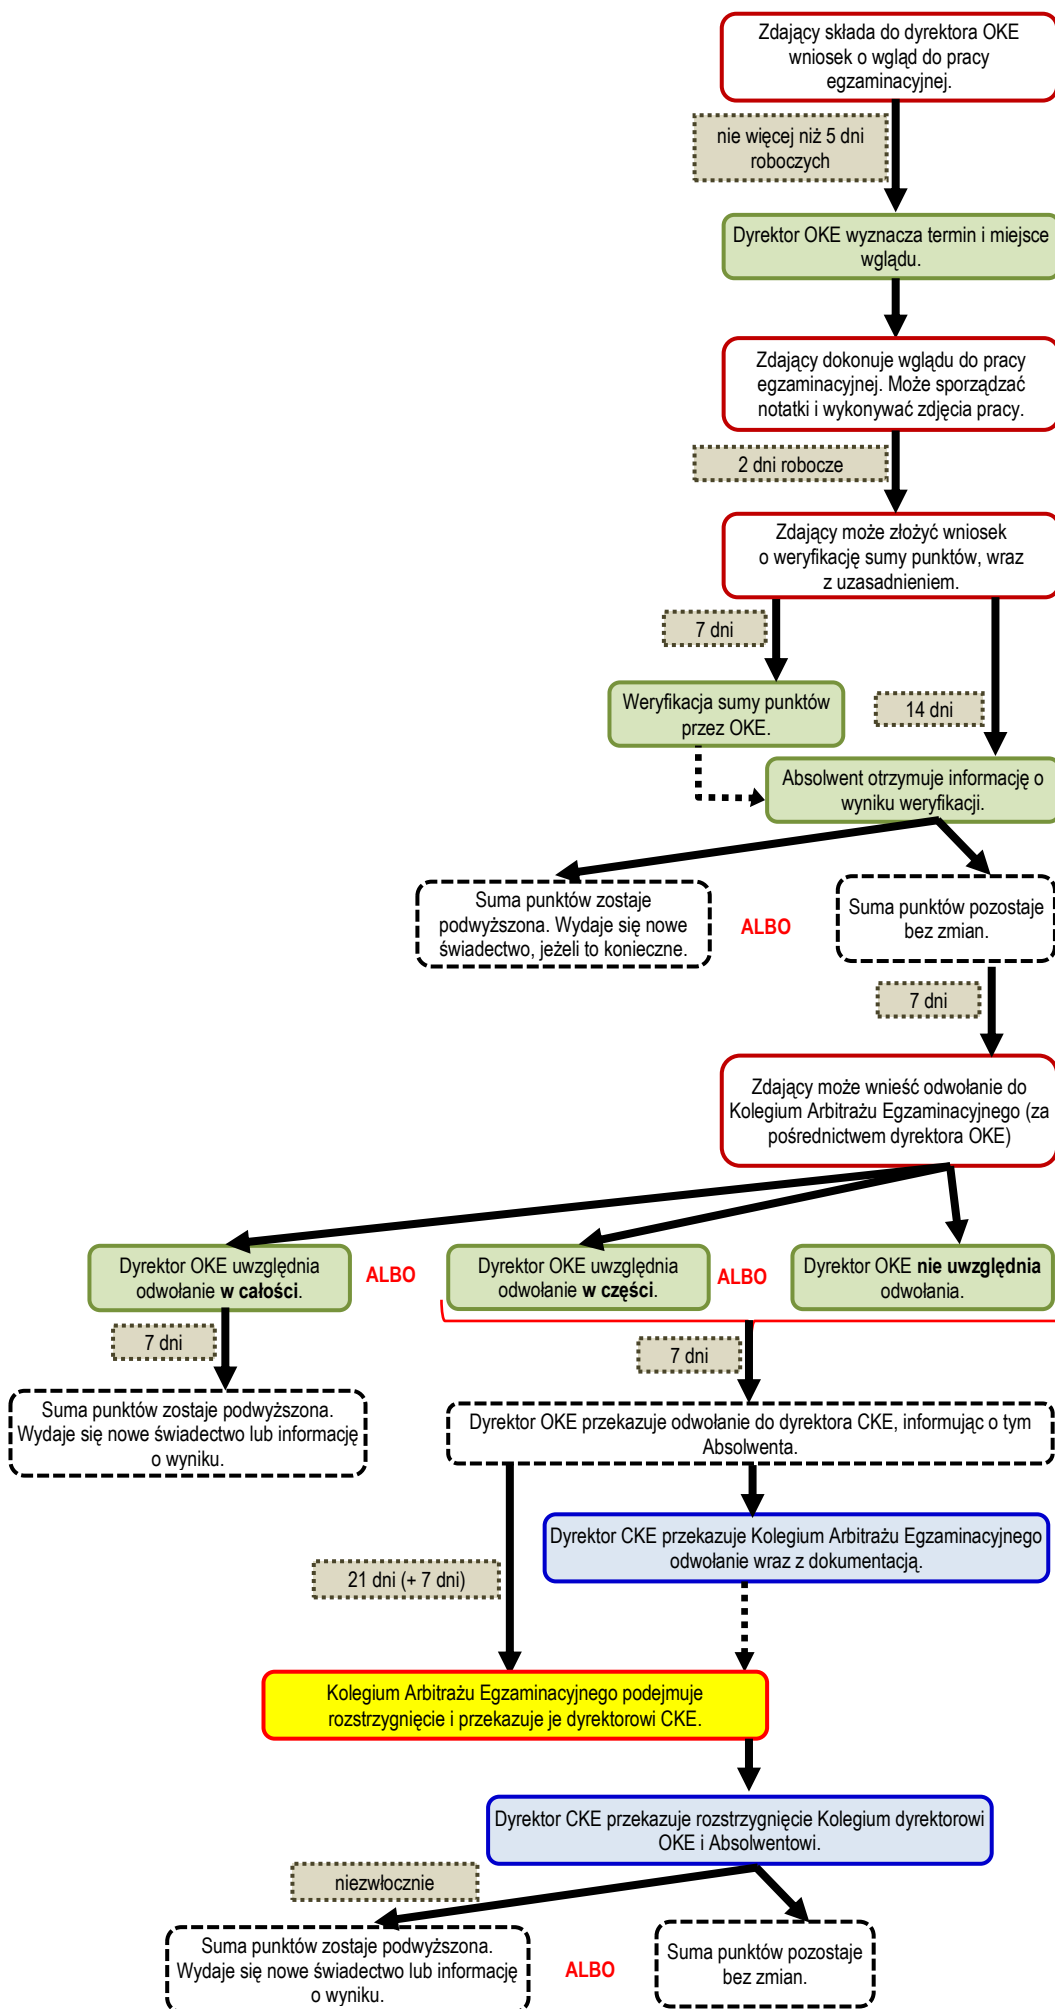 Zdający składa do dyrektora OKE
wniosek o wgląd do pracy
egzaminacyjnej.
nie więcej niż 5 dni
roboczych
Dyrektor OKE wyznacza termin i miejsce
wglądu.
Zdający dokonuje wglądu do pracy
egzaminacyjnej. Może sporządzać
notatki i wykonywać zdjęcia pracy.
2 dni robocze
Zdający może złożyć wniosek
o weryfikację sumy punktów, wraz
z uzasadnieniem.
7 dni
Weryfikacja sumy punktów
przez OKE.
14 dni
Absolwent otrzymuje informację o
wyniku weryfikacji.
Suma punktów zostaje
podwyższona. Wydaje się nowe
świadectwo, jeżeli to konieczne.
ALBO
Suma punktów pozostaje
bez zmian.
7 dni
Zdający może wnieść odwołanie do
Kolegium Arbitrażu Egzaminacyjnego (za
pośrednictwem dyrektora OKE)
Dyrektor OKE uwzględnia
odwołanie w całości.
ALBO
Dyrektor OKE uwzględnia
odwołanie w części.
ALBO
Dyrektor OKE nie uwzględnia
odwołania.
7 dni
7 dni
Suma punktów zostaje podwyższona.
Wydaje się nowe świadectwo lub informację
o wyniku.
Dyrektor OKE przekazuje odwołanie do dyrektora CKE, informując o tym
Absolwenta.
Dyrektor CKE przekazuje Kolegium Arbitrażu Egzaminacyjnego
odwołanie wraz z dokumentacją.
21 dni (+ 7 dni)
Kolegium Arbitrażu Egzaminacyjnego podejmuje
rozstrzygnięcie i przekazuje je dyrektorowi CKE.
Dyrektor CKE przekazuje rozstrzygnięcie Kolegium dyrektorowi
OKE i Absolwentowi.
niezwłocznie
Suma punktów zostaje podwyższona.
Wydaje się nowe świadectwo lub informację
o wyniku.
ALBO
Suma punktów pozostaje
bez zmian.